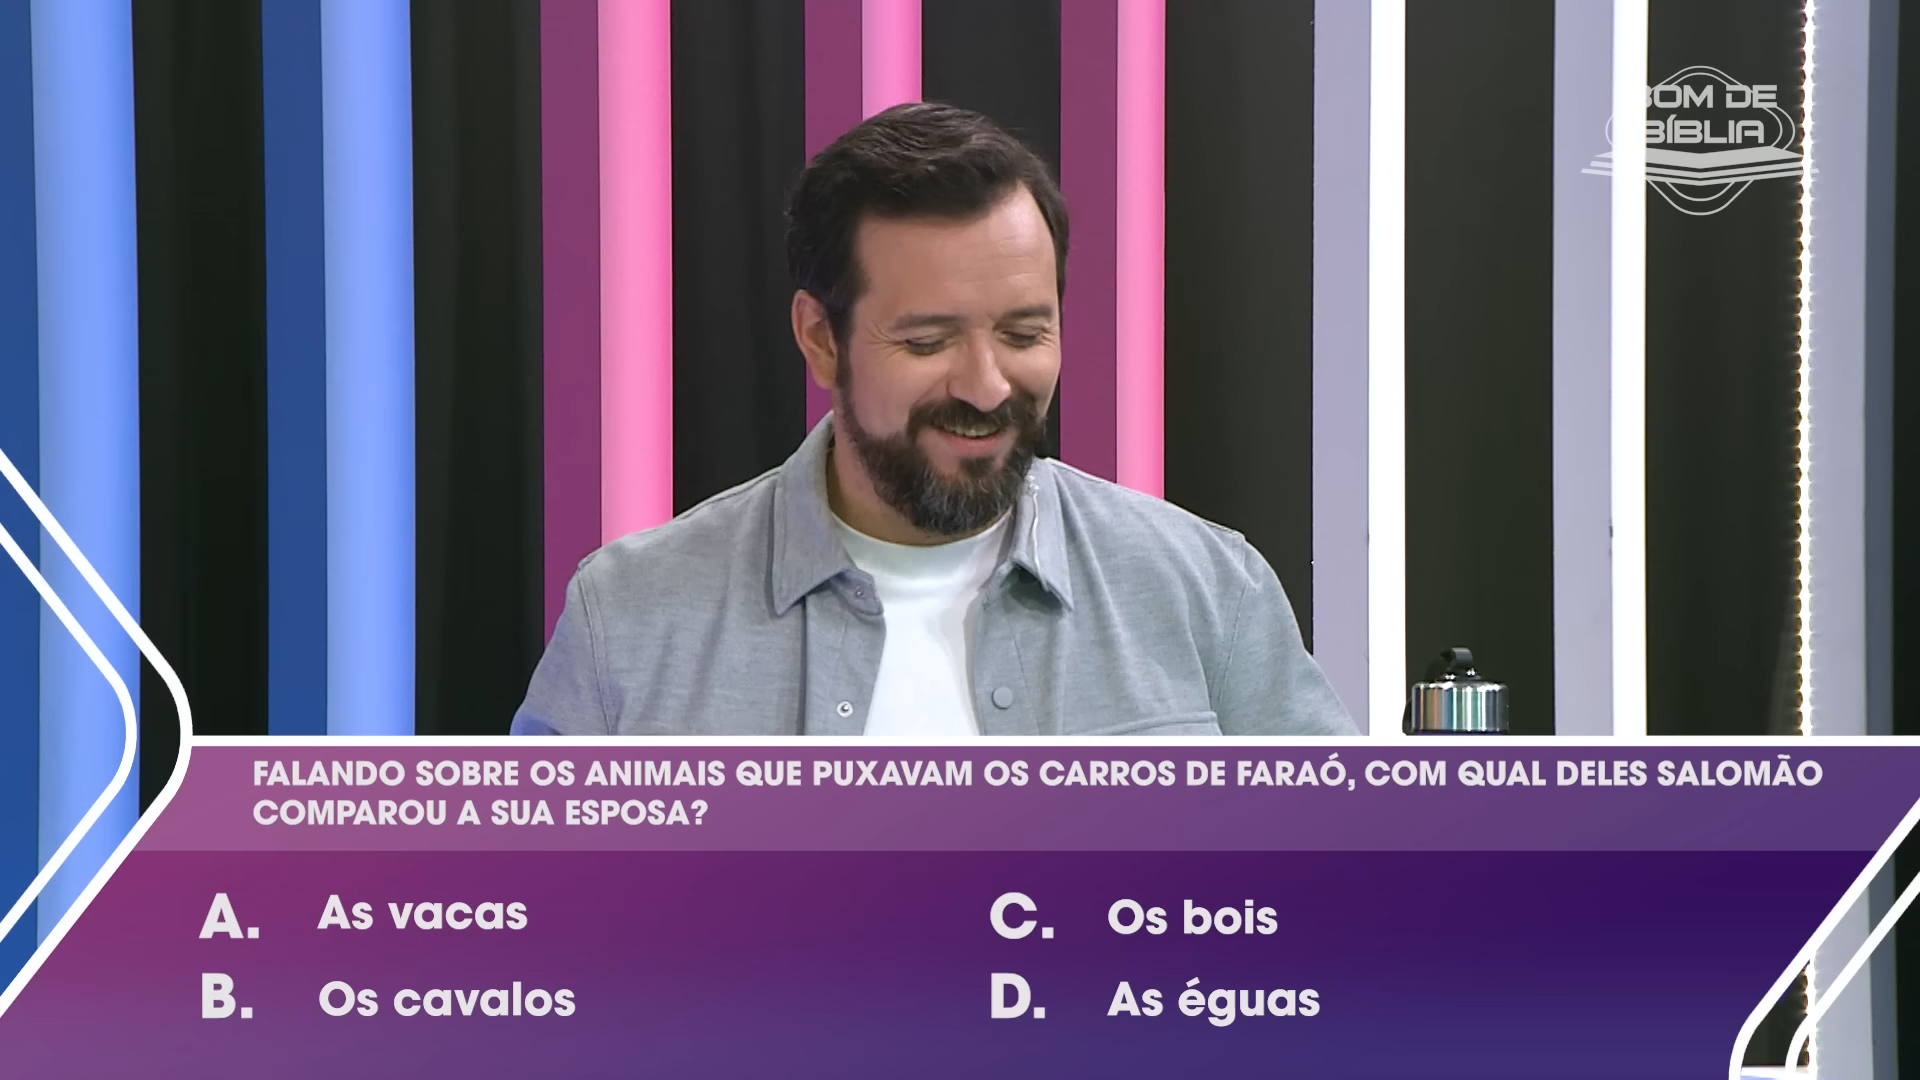 BOM DE
BÍBLIA
FALANDO SOBRE OS ANIMAIS QUE PUXAVAM OS CARROS DE FARAÓ, COM QUAL DELES SALOMÃO
COMPAROU A SUA ESPOSA?
A. As vacas
B. Os cavalos
C. Os bois
D. As éguas